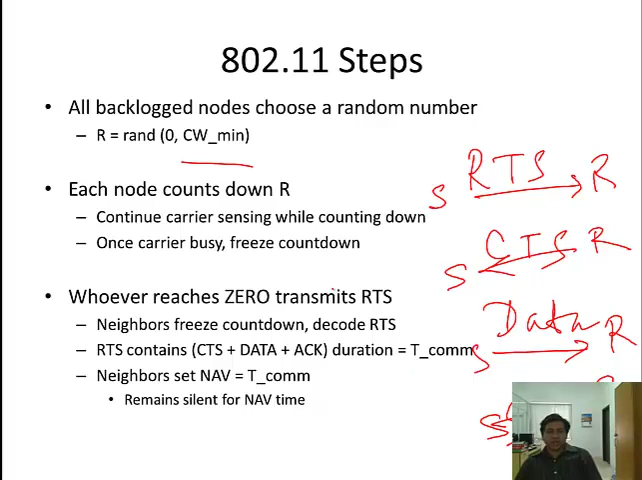 802.11 Steps
• All backlogged nodes choose a random number
– R = rand (0, CW_min)
• Each node counts down R
– Continue carrier sensing while counting down
– Once carrier busy, freeze countdown
• Whoever reaches ZERO transmits RTS
– Neighbors freeze countdown, decode RTS
– RTS contains (CTS + DATA + ACK) duration = T_comm
– Neighbors set NAV = T_comm
• Remains silent for NAV time
S RTS R
S CTS R
S Data R
S